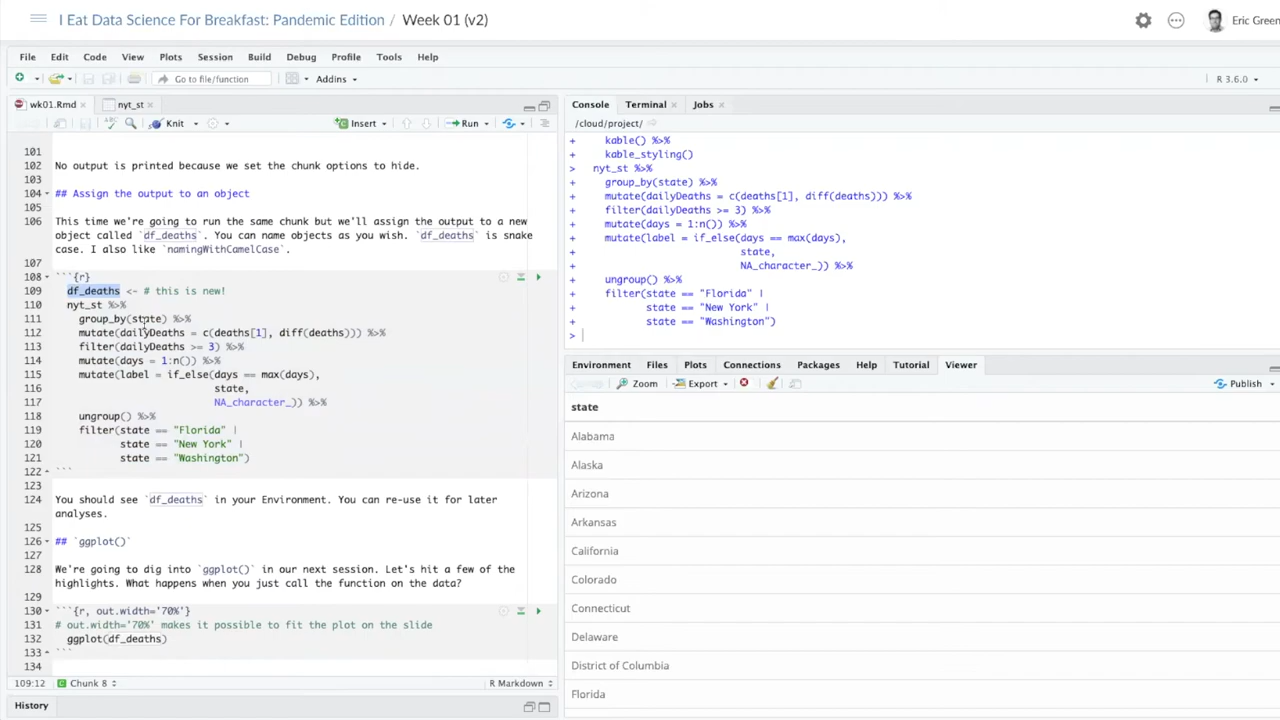 I Eat Data Science For Breakfast: Pandemic Edition / Week 01 (v2)
Eric Green
File Edit Code View Plots Session Build Debug Profile Tools Help
Go to file/function Addins R 3.6.0
wk01.Rmd nyt_st
Knit Insert Run
101
102 No output is printed because we set the chunk options to hide.
103
104 ## Assign the output to an object
105
106 This time we're going to run the same chunk but we'll assign the output to a new
object called `df_deaths`. You can name objects as you wish. `df_deaths` is snake
case. I also like `namingWithCamelCase`.
107
108 ```{r}
109 df_deaths <- # this is new!
110 nyt_st %>%
111 group_by(state) %>%
112 mutate(dailyDeaths = c(deaths[1], diff(deaths))) %>%
113 filter(dailyDeaths >= 3) %>%
114 mutate(days = 1:n()) %>%
115 mutate(label = if_else(days == max(days),
116 state,
117 NA_character_)) %>%
118 ungroup() %>%
119 filter(state == "Florida" |
120 state == "New York" |
121 state == "Washington")
122 ```
123
124 You should see `df_deaths` in your Environment. You can re-use it for later
analyses.
125
126 ## `ggplot()`
127
128 We're going to dig into `ggplot()` in our next session. Let's hit a few of the
highlights. What happens when you just call the function on the data?
129
130 ```{r, out.width='70%'}
131 # out.width='70%' makes it possible to fit the plot on the slide
132 ggplot(df_deaths)
133 ```
134
109:12 Chunk 8 R Markdown
History
Console Terminal Jobs
/cloud/project/
+ kable() %>%
+ kable_styling()
> nyt_st %>%
+ group_by(state) %>%
+ mutate(dailyDeaths = c(deaths[1], diff(deaths))) %>%
+ filter(dailyDeaths >= 3) %>%
+ mutate(days = 1:n()) %>%
+ mutate(label = if_else(days == max(days),
+ state,
+ NA_character_)) %>%
+ ungroup() %>%
+ filter(state == "Florida" |
+ state == "New York" |
+ state == "Washington")
>
Environment Files Plots Connections Packages Help Tutorial Viewer
Zoom Export Publish
state
Alabama
Alaska
Arizona
Arkansas
California
Colorado
Connecticut
Delaware
District of Columbia
Florida